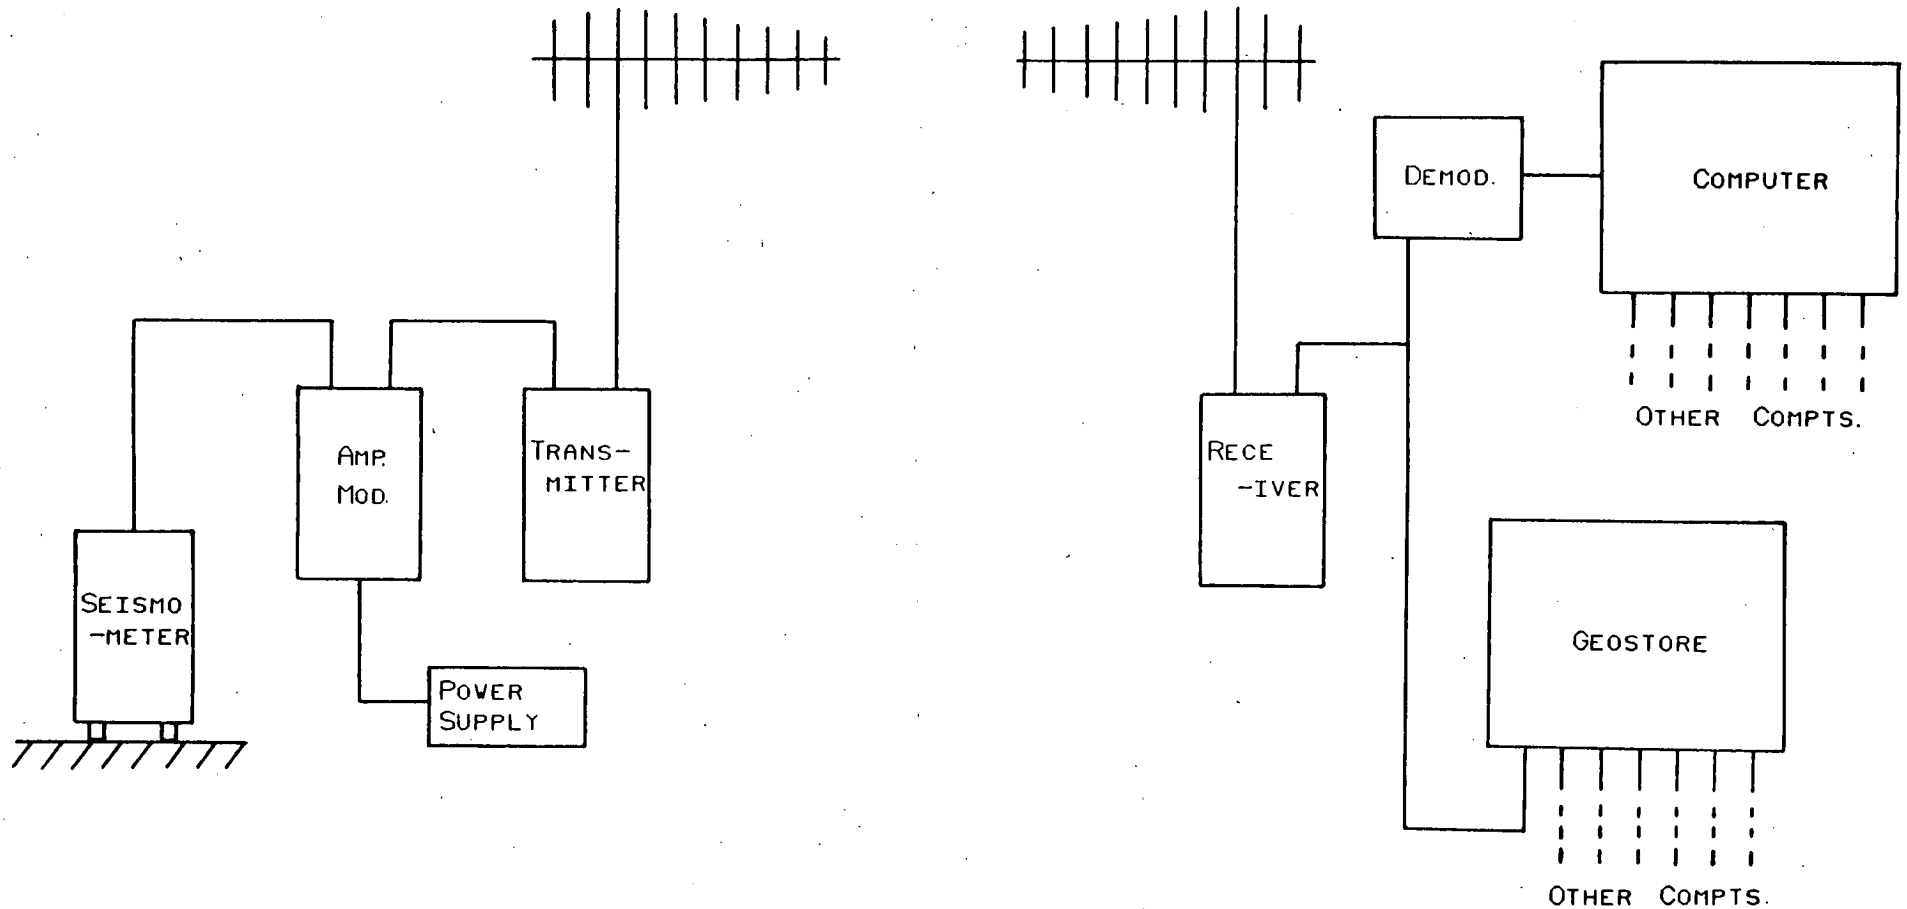 DEMOD.
COMPUTER
OTHER COMPTS.
AMP.
MOD.
TRANS-
MITTER
RECE
-IVER
SEISMO
-METER
GEOSTORE
POWER
SUPPLY
OTHER COMPTS.